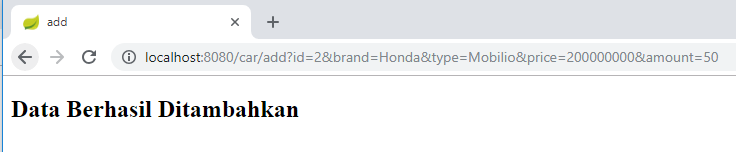 add
localhost:8080/car/add?id=2&brand=Honda&type=Mobilio&price=200000000&amount=50
Data Berhasil Ditambahkan